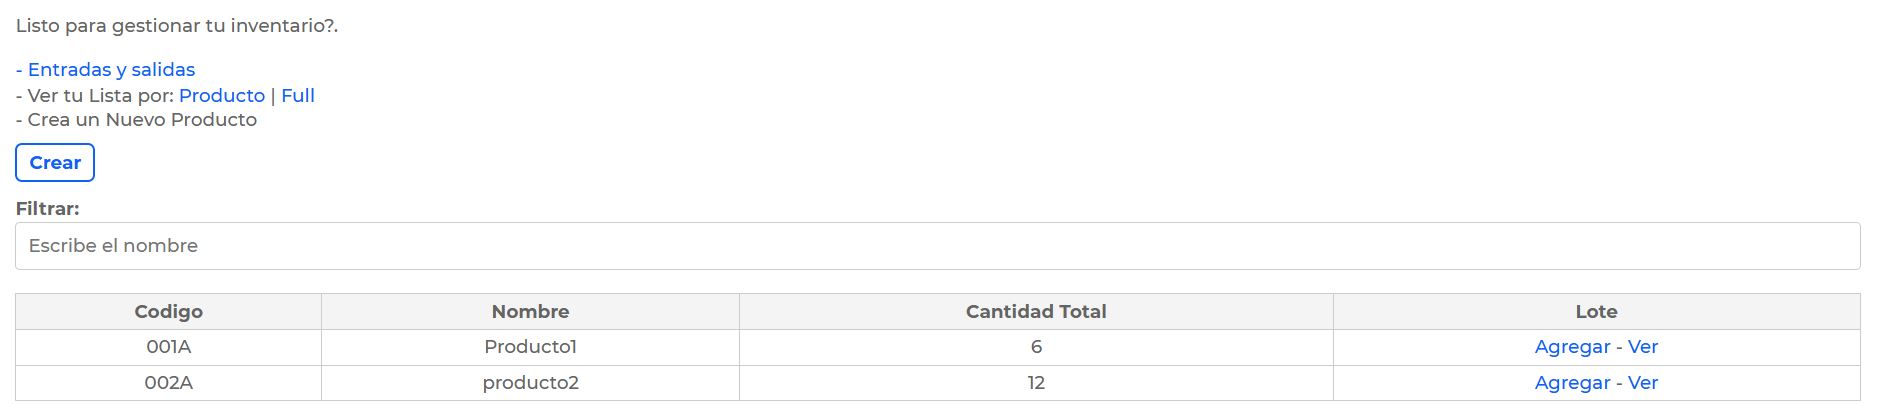 Listo para gestionar tu inventario?.
- Entradas y salidas
- Ver tu Lista por: Producto | Full
- Crea un Nuevo Producto
Crear
Filtrar:
Escribe el nombre
Codigo Nombre Cantidad Total Lote
001A Producto1 6 Agregar - Ver
002A producto2 12 Agregar - Ver